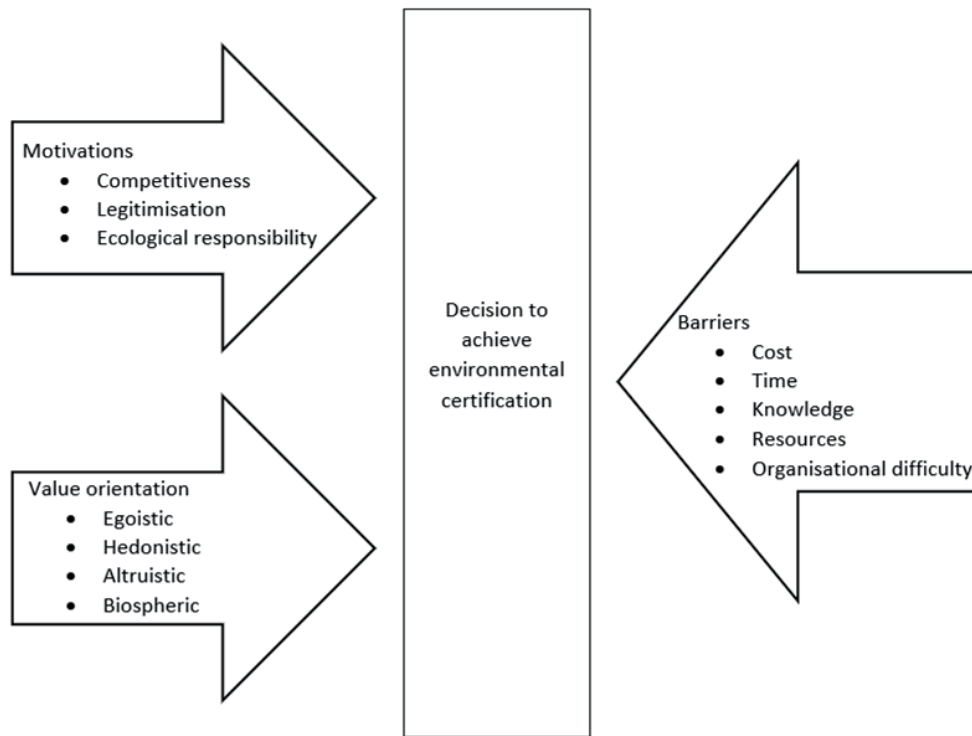 Motivations
• Competitiveness
• Legitimisation
• Ecological responsibility
Value orientation
• Egoistic
• Hedonistic
• Altruistic
• Biospheric
Decision to
achieve
environmental
certification
Barriers
• Cost
• Time
• Knowledge
• Resources
• Organisational difficulty